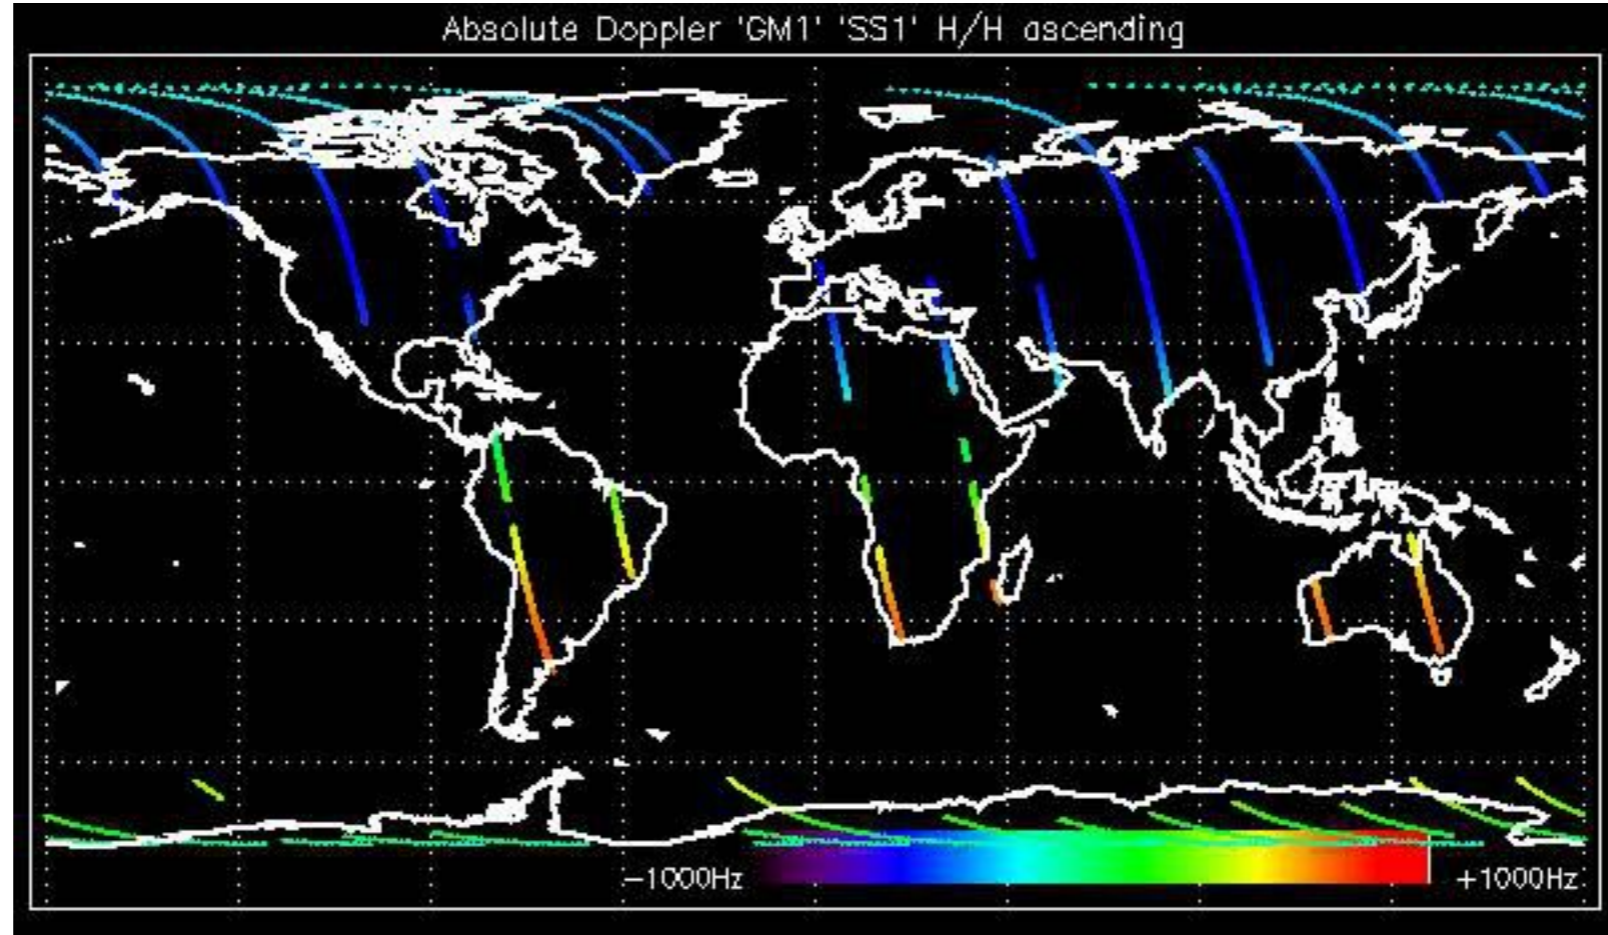 Absolute Doppler 'GM1' 'SS1' H/H ascending
−1000Hz
+1000Hz